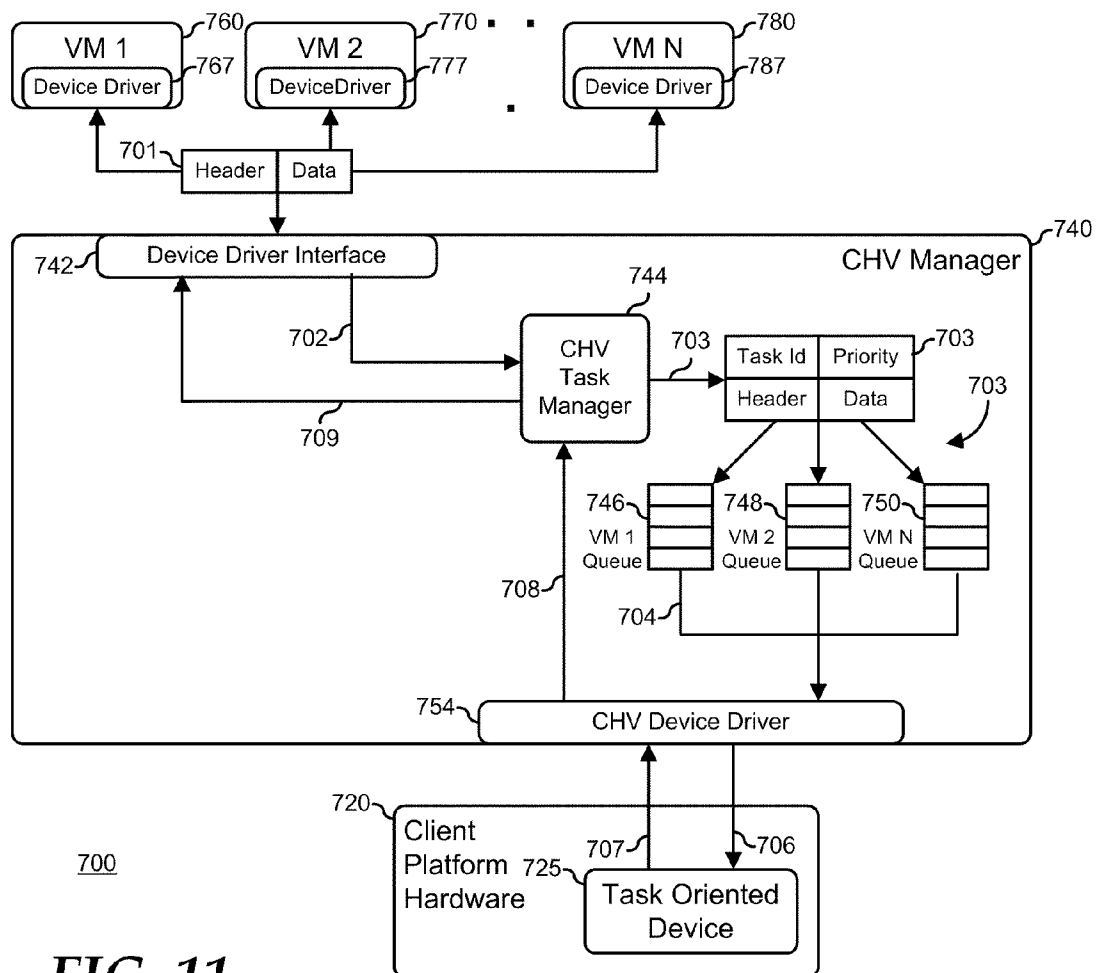 760
770
780
VM 1
VM 2
VM N
767
777
787
Device Driver
DeviceDriver
Device Driver
701
Header
Data
740
742
Device Driver Interface
CHV Manager
744
702
CHV
Task
Manager
703
Task Id
Priority
703
Header
Data
703
709
746
748
750
VM 1
Queue
VM 2
Queue
VM N
Queue
708
704
754
CHV Device Driver
720
Client
Platform
Hardware
707
706
725
Task Oriented
Device
700
FIG. 11